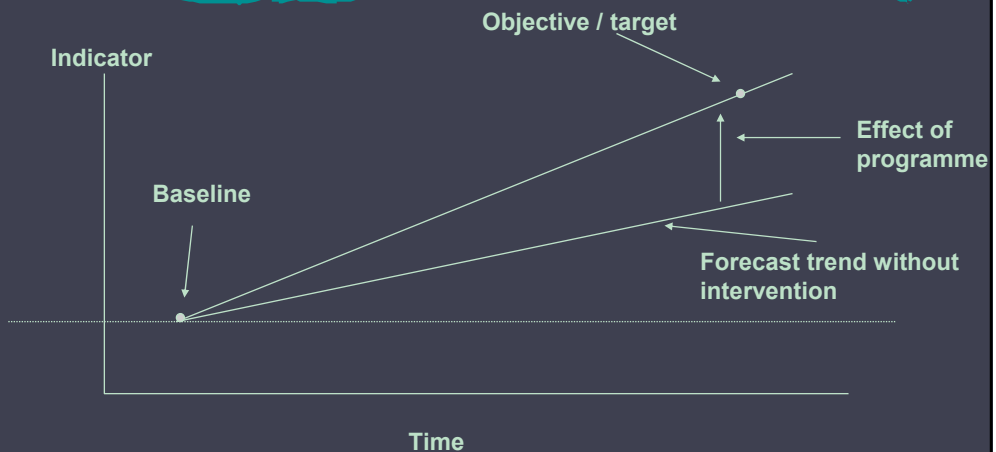 Objective / target
Indicator
Effect of
programme
Baseline
Forecast trend without
intervention
Time